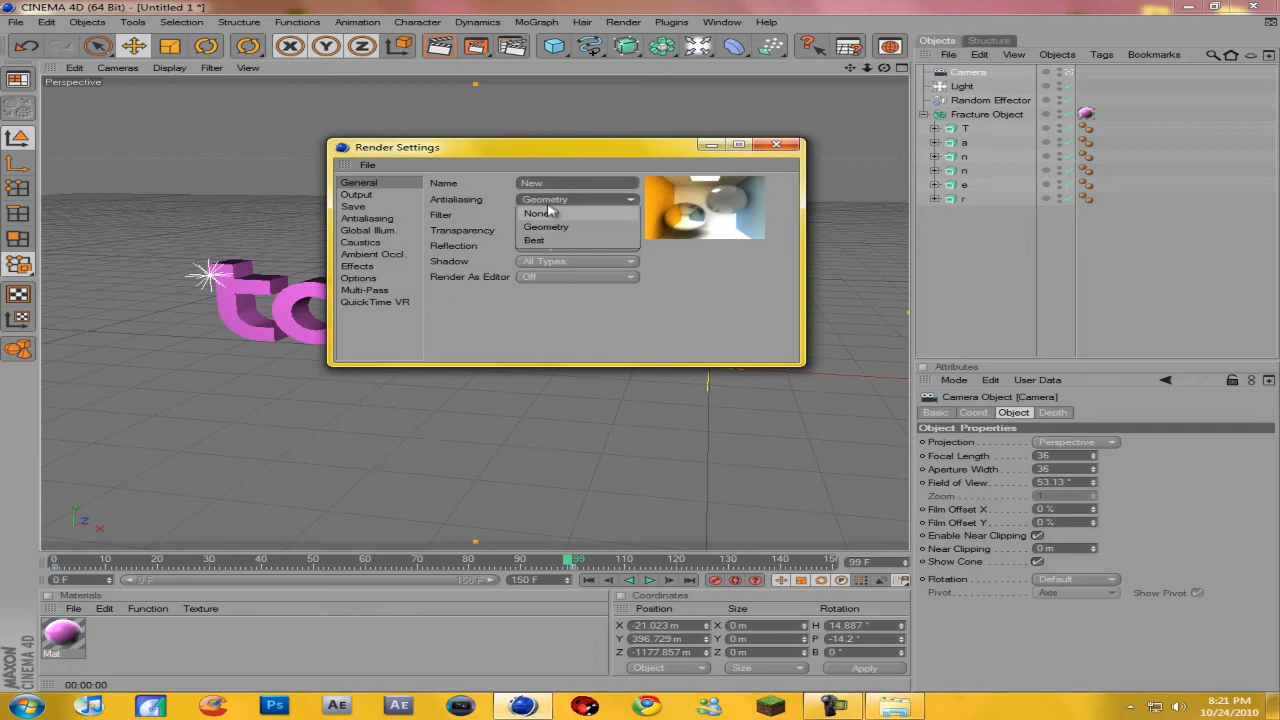 CINEMA 4D (64 Bit) - [Untitled 1 *]
File Edit Objects Tools Selection Structure Functions Animation Character Dynamics MoGraph Hair Render Plugins Window Help
Edit Cameras Display Filter View
Perspective
Objects Structure
File Edit View Objects Tags Bookmarks
Camera
Light
Random Effector
Fracture Object
T
a
n
n
e
r
Render Settings
File
General
Output
Save
Antialiasing
Global Illum.
Caustics
Ambient Occl.
Effects
Options
Multi-Pass
QuickTime VR
Name New
Antialiasing Geometry
Filter
Transparency
Reflection
Shadow All Types
Render As Editor Off
None
Geometry
Best
Y
Z
X
Attributes
Mode Edit User Data
Camera Object [Camera]
Basic Coord. Object Depth
Object Properties
Projection Perspective
Focal Length 36
Aperture Width 36
Field of View 53.13 °
Zoom 1
Film Offset X 0 %
Film Offset Y 0 %
Enable Near Clipping
Near Clipping 0 m
Show Cone
Rotation Default
Pivot Axis Show Pivot
0 10 20 30 40 50 60 70 80 90 99 110 120 130 140 15 99 F
0 F 0 F 150 F 150 F
Materials
File Edit Function Texture
Mat
Coordinates
Position Size Rotation
X -21.023 m X 0 m H 14.887 °
Y 396.729 m Y 0 m P -14.2 °
Z -1177.857 m Z 0 m B 0 °
Object Size Apply
MAXON
CINEMA 4D
00:00:00
Ps AE AE
8:21 PM
10/24/2010